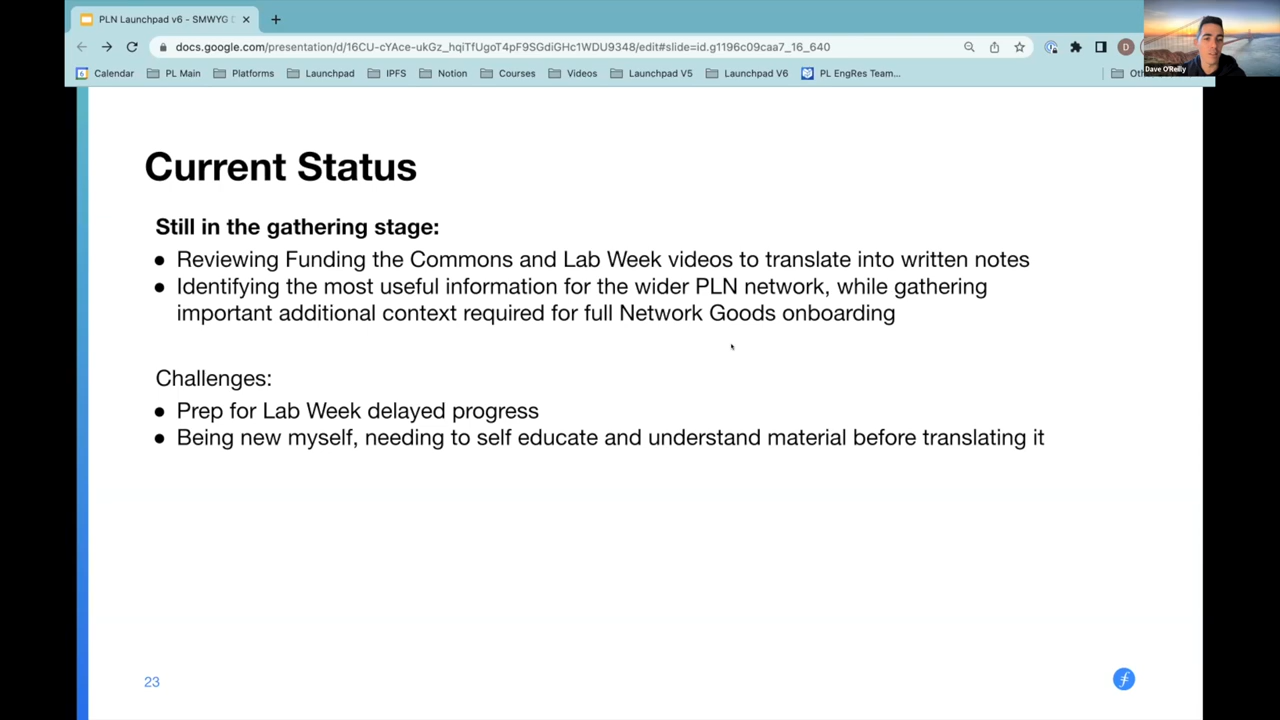 PLN Launchpad v6 - SMWYG
docs.google.com/presentation/d/16CU-cYAce-ukGz_hqiTfUgoT4pF9SGdiGHc1WDU9348/edit#slide=id.g1196c09caa7_16_640
D
Calendar PL Main Platforms Launchpad IPFS Notion Courses Videos Launchpad V5 Launchpad V6 PL EngRes Team...
Dave O'Reilly
Current Status
Still in the gathering stage:
● Reviewing Funding the Commons and Lab Week videos to translate into written notes
● Identifying the most useful information for the wider PLN network, while gathering
important additional context required for full Network Goods onboarding
Challenges:
● Prep for Lab Week delayed progress
● Being new myself, needing to self educate and understand material before translating it
23